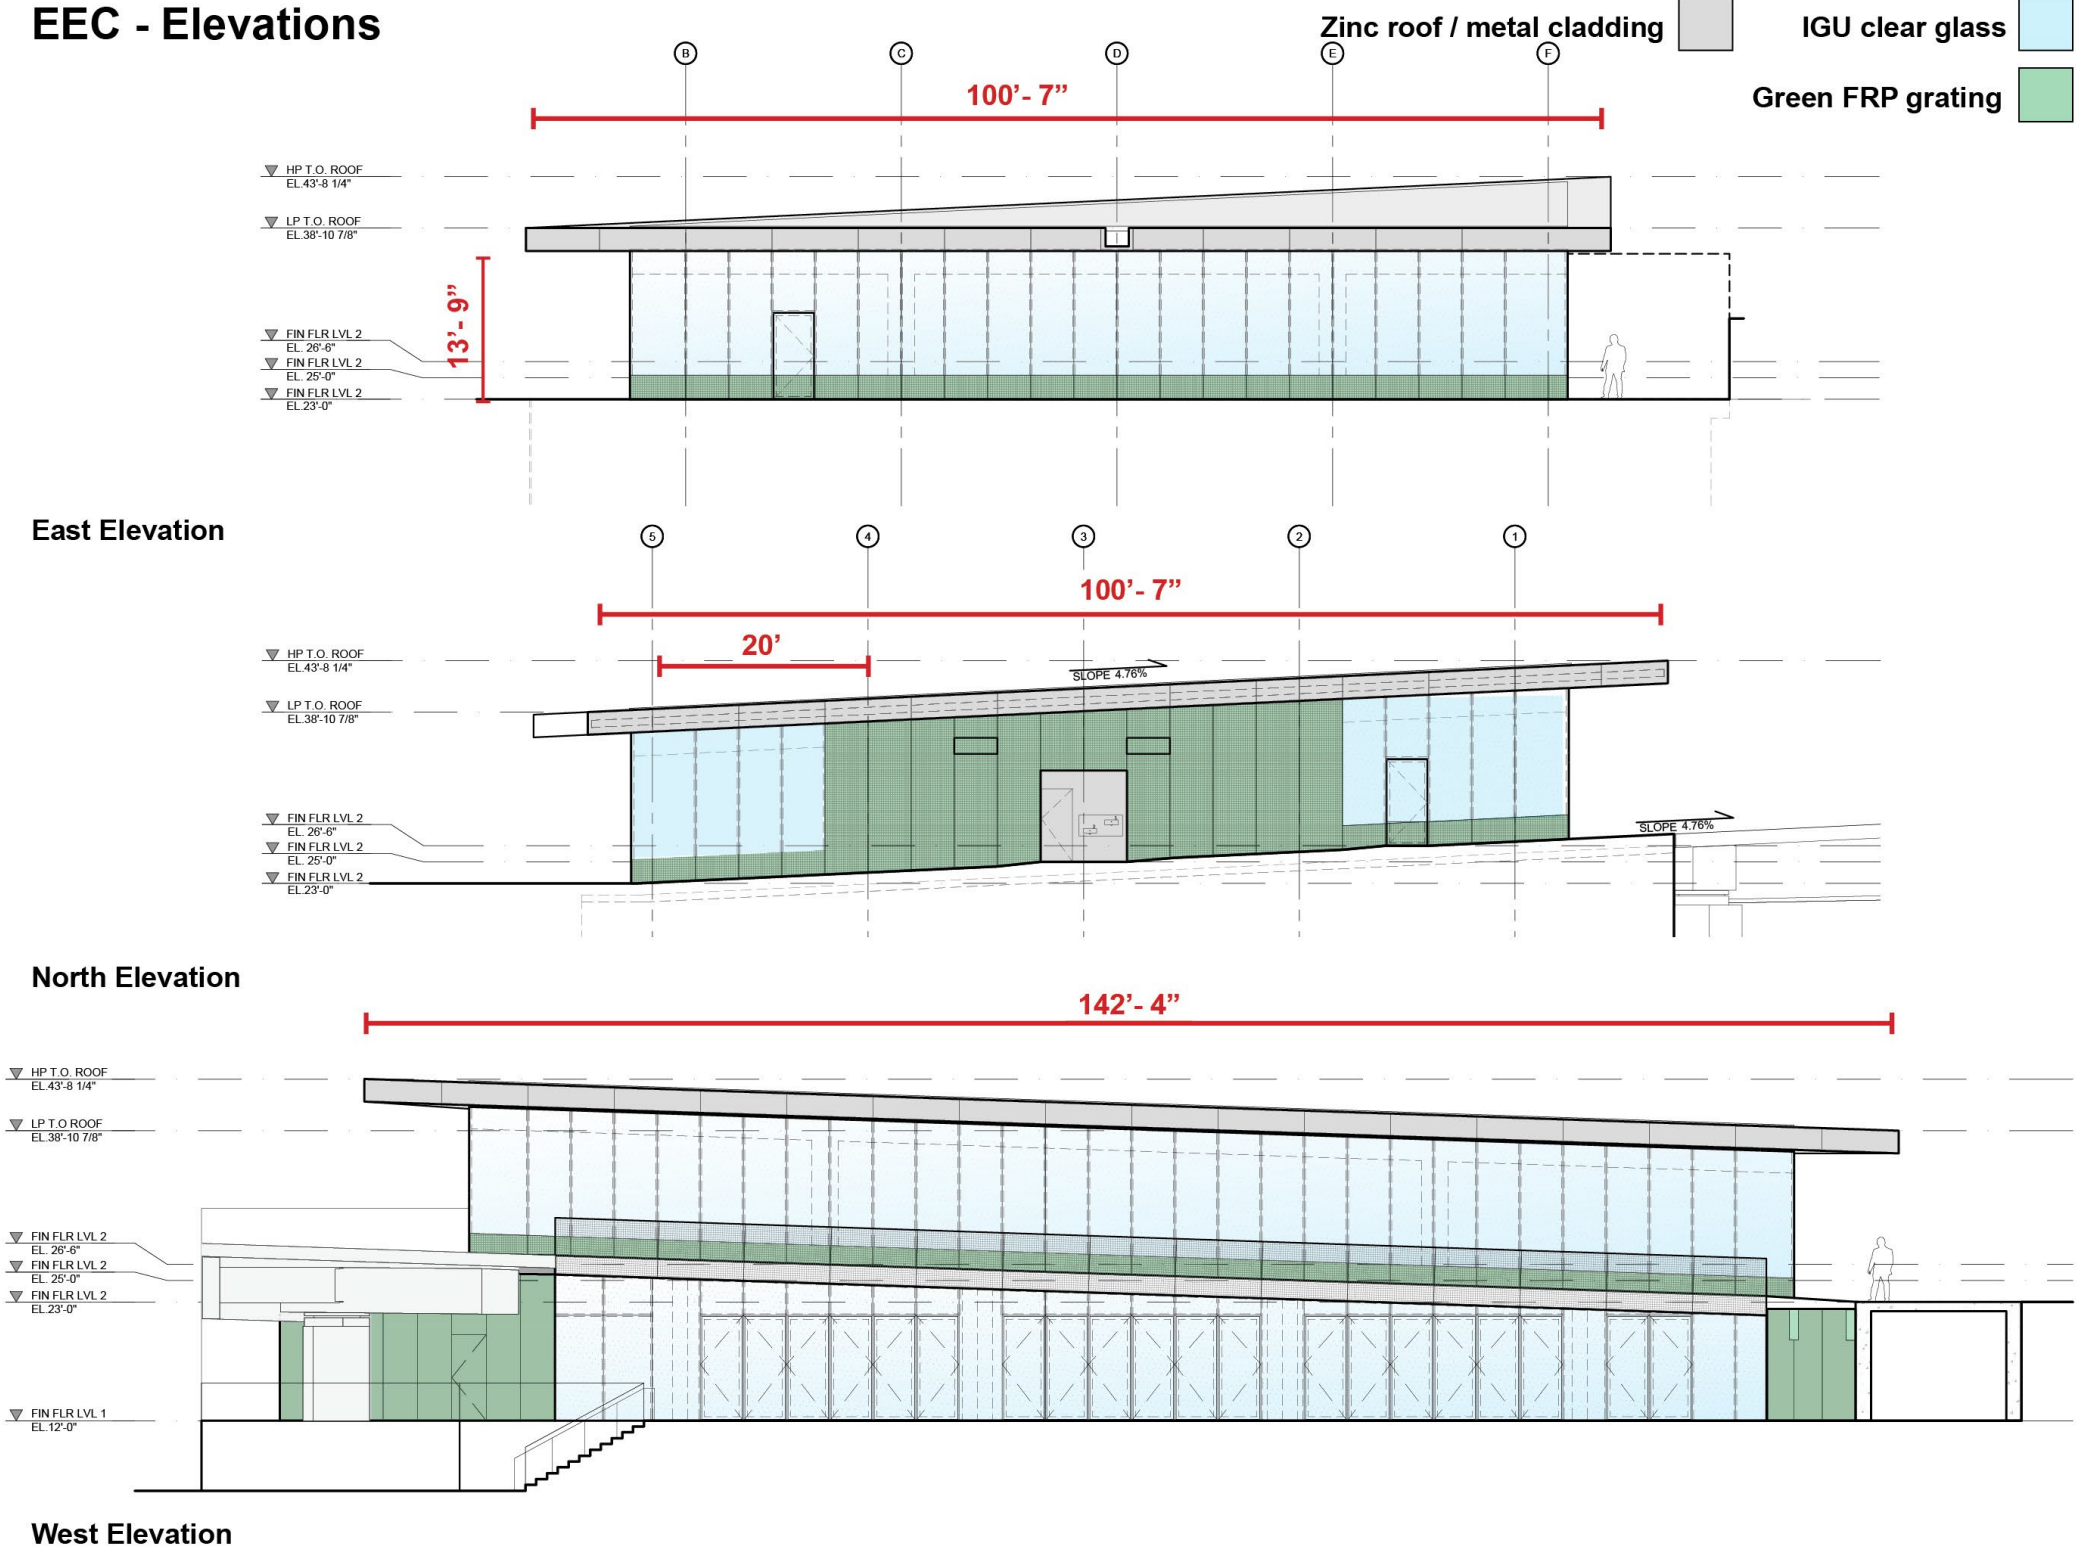 EEC - Elevations
Zinc roof / metal cladding
IGU clear glass
Green FRP grating
B
C
D
E
F
100’- 7”
HP T.O. ROOF
EL.43'-8 1/4"
LP T.O. ROOF
EL.38'-10 7/8"
13’- 9”
FIN FLR LVL 2
EL. 26'-6"
FIN FLR LVL 2
EL. 25'-0"
FIN FLR LVL 2
EL.23'-0"
East Elevation
5
4
3
2
1
100’- 7”
20’
HP T.O. ROOF
EL.43'-8 1/4"
SLOPE 4.76%
LP T.O. ROOF
EL.38'-10 7/8"
FIN FLR LVL 2
EL. 26'-6"
SLOPE 4.76%
FIN FLR LVL 2
EL. 25'-0"
FIN FLR LVL 2
EL.23'-0"
North Elevation
142’- 4”
HP T.O. ROOF
EL.43'-8 1/4"
LP T.O ROOF
EL.38'-10 7/8"
FIN FLR LVL 2
EL. 26'-6"
FIN FLR LVL 2
EL. 25'-0"
FIN FLR LVL 2
EL.23'-0"
FIN FLR LVL 1
EL.12'-0"
West Elevation